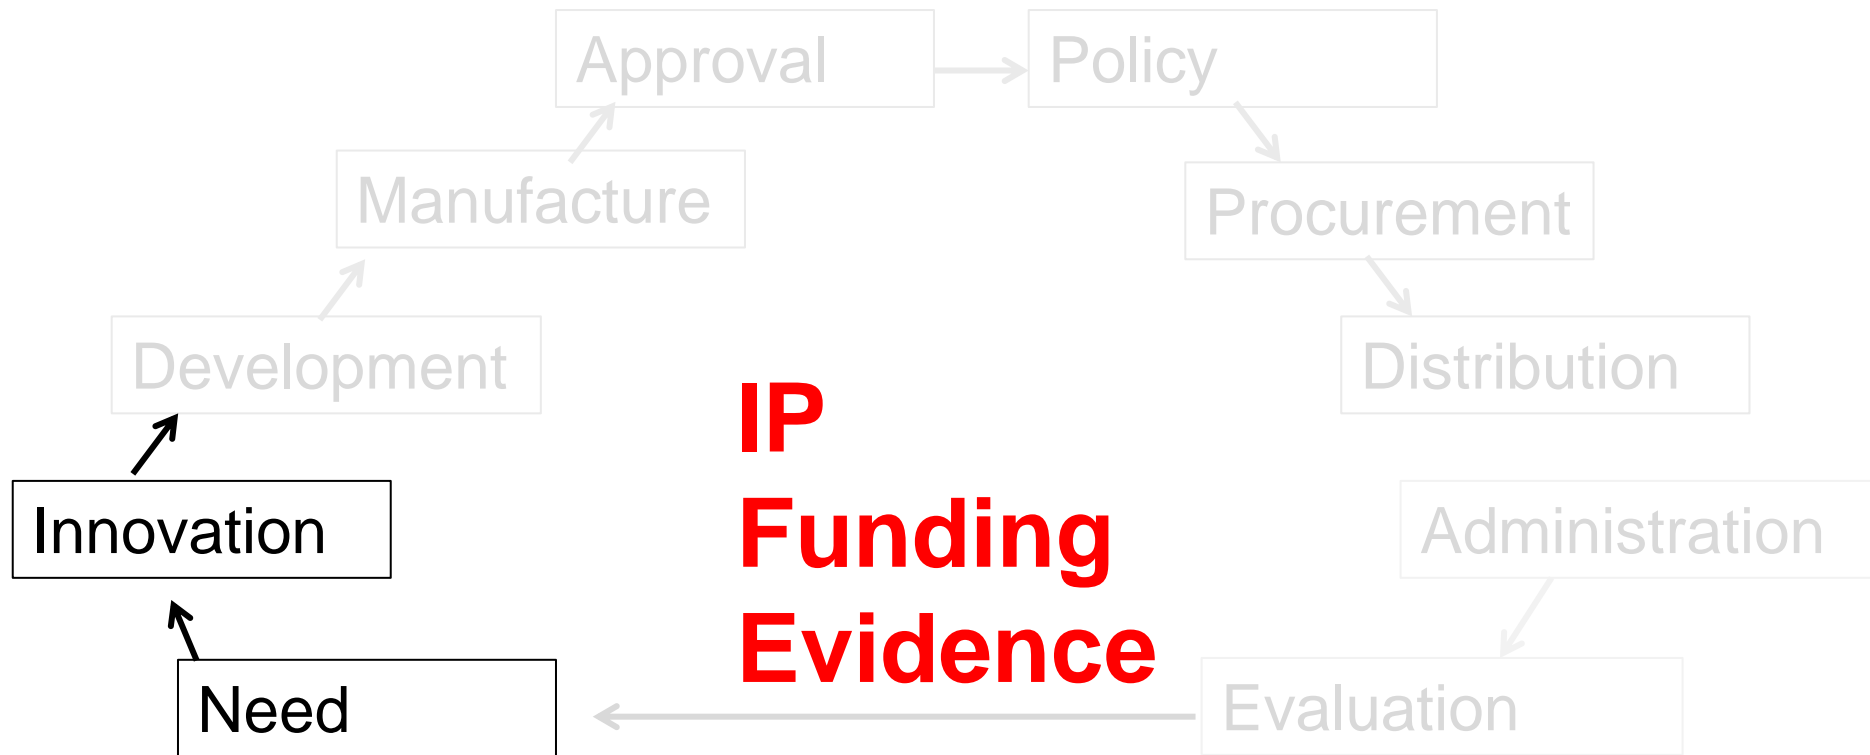 Approval
Policy
Manufacture
Procurement
Development
Distribution
IP
Funding
Evidence
Innovation
Administration
Need
Evaluation